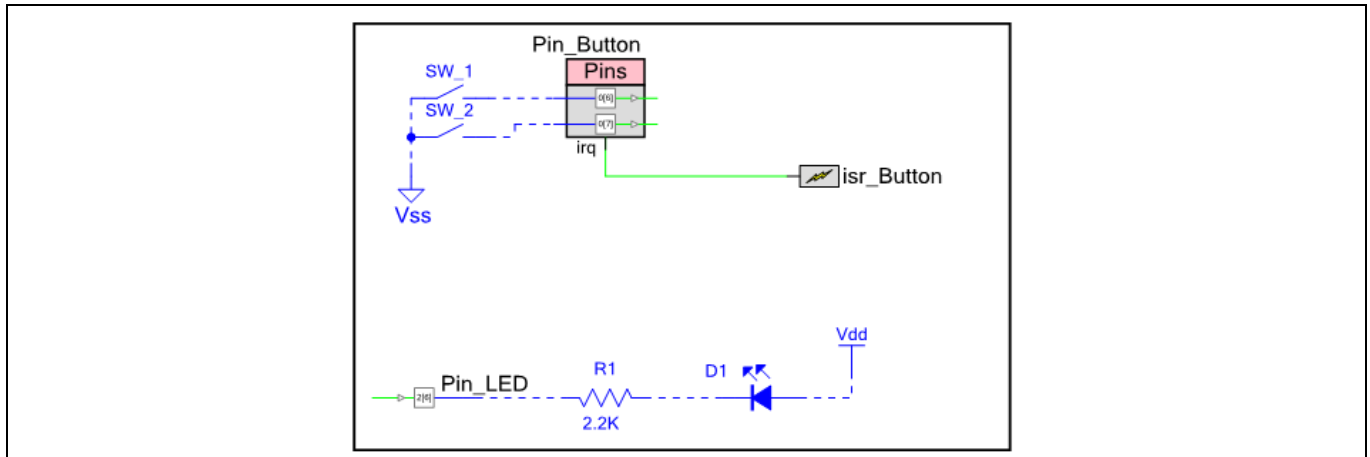 Pin_Button
Pins
SW_1
0[6]
SW_2
0[7]
irq
isr_Button
Vss
Vdd
R1
D1
Pin_LED
2[6]
2.2K